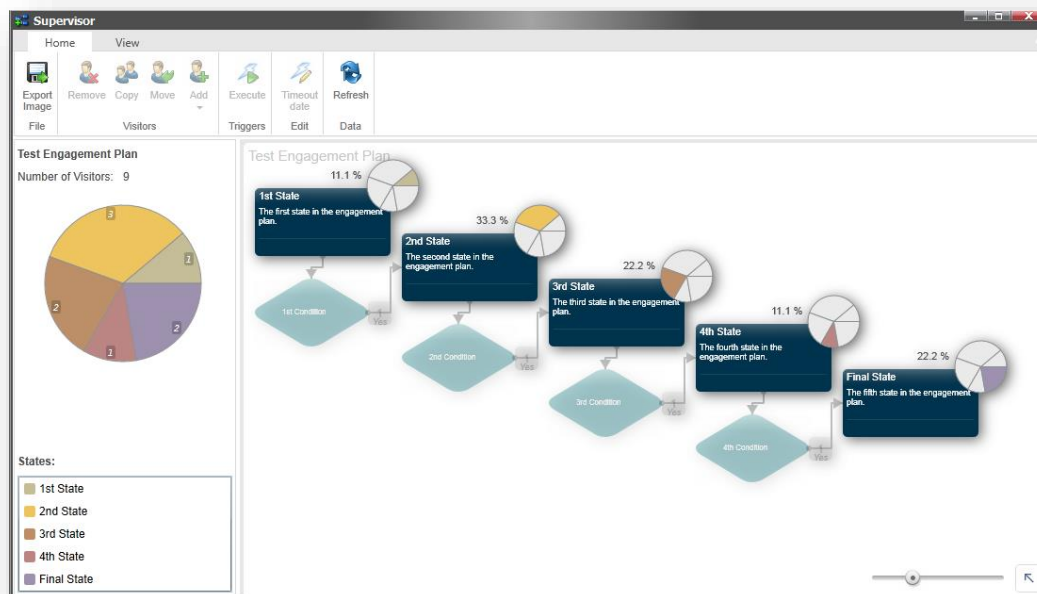 Supervisor
Home View
Export Image
Remove Copy Move Add
Execute
Timeout date
Refresh
File Visitors Triggers Edit Data
Test Engagement Plan
Number of Visitors: 9
3
1
2
2
1
States:
1st State
2nd State
3rd State
4th State
Final State
Test Engagement Plan
11.1 %
1st State
The first state in the engagement
plan.
1st Condition
Yes
33.3 %
2nd State
The second state in the
engagement plan.
2nd Condition
Yes
22.2 %
3rd State
The third state in the engagement
plan.
3rd Condition
Yes
11.1 %
4th State
The fourth state in the
engagement plan.
4th Condition
Yes
22.2 %
Final State
The fifth state in the engagement
plan.